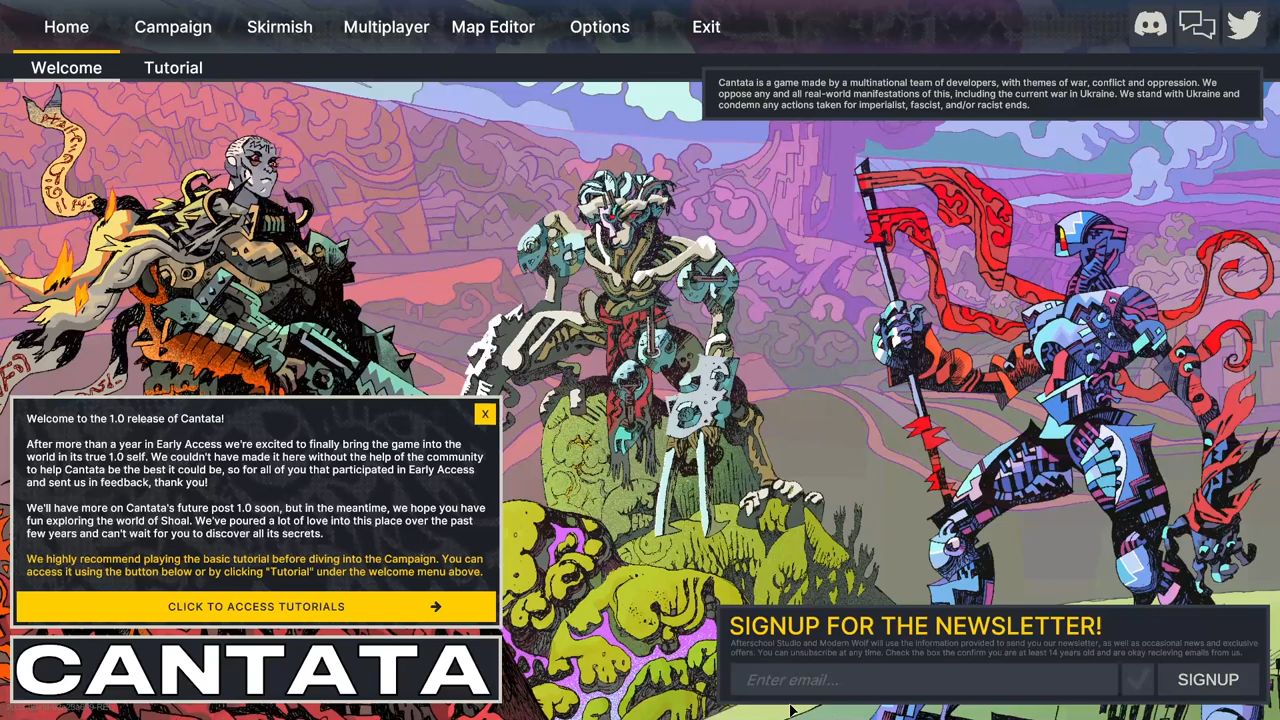 Home Campaign Skirmish Multiplayer Map Editor Options Exit
Welcome Tutorial
Cantata is a game made by a multinational team of developers, with themes of war, conflict and oppression. We
oppose any and all real-world manifestations of this, including the current war in Ukraine. We stand with Ukraine and
condemn any actions taken for imperialist, fascist, and/or racist ends.
Welcome to the 1.0 release of Cantata!
X
After more than a year in Early Access we're excited to finally bring the game into the
world in its true 1.0 self. We couldn't have made it here without the help of the community
to help Cantata be the best it could be, so for all of you that participated in Early Access
and sent us in feedback, thank you!
We'll have more on Cantata's future post 1.0 soon, but in the meantime, we hope you have
fun exploring the world of Shoal. We've poured a lot of love into this place over the past
few years and can't wait for you to discover all its secrets.
We highly recommend playing the basic tutorial before diving into the Campaign. You can
access it using the button below or by clicking "Tutorial" under the welcome menu above.
CLICK TO ACCESS TUTORIALS
CANTATA
SIGNUP FOR THE NEWSLETTER!
Afterschool Studio and Modern Wolf will use the information provided to send you our newsletter, as well as occasional news and exclusive
offers. You can unsubscribe at any time. Check the box the confirm you are at least 14 years old and are okay recieving emails from us.
Enter email...
SIGNUP